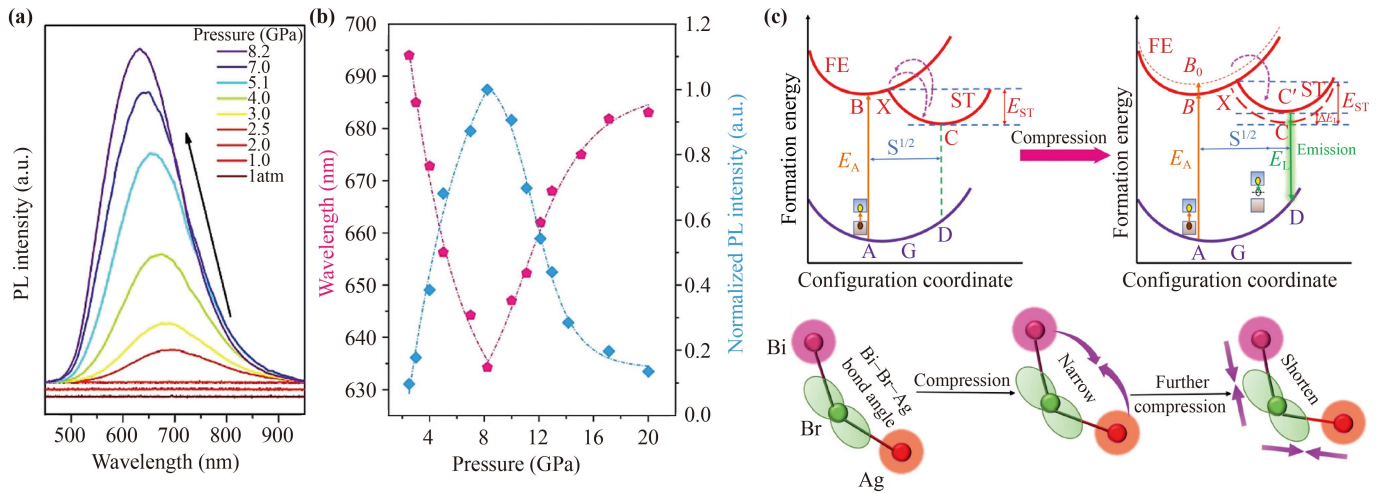 (a)
Pressure (GPa)
8.2
7.0
5.1
4.0
3.0
2.5
2.0
1.0
1atm
PL intensity (a.u.)
500 600 700 800 900
Wavelength (nm)
(b)
700
690
680
670
660
650
640
630
Wavelength (nm)
1.2
1.0
0.8
0.6
0.4
0.2
0.0
Normalized PL intensity (a.u.)
4 8 12 16 20
Pressure (GPa)
(c)
Formation energy
FE
B
X
ST
C
E_ST
S^1/2
E_A
A
G
D
Configuration coordinate
Compression
Formation energy
FE
B_0
B
X
C′
ST
C
ΔE_L
E_ST
S^1/2
E_A
E_L
Emission
A
G
D
Configuration coordinate
Bi
Br
Ag
Bi–Br–Ag
bond angle
Compression
Narrow
Further
compression
Shorten